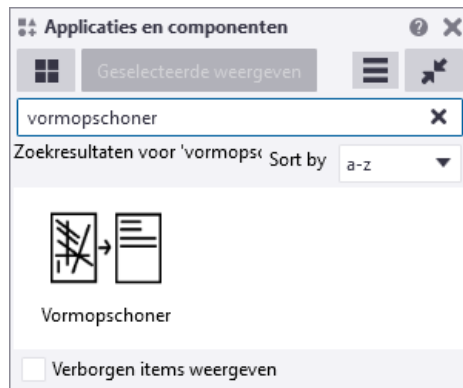 Applicaties en componenten
Geselecteerde weergeven
vormopschoner
Zoekresultaten voor 'vormopsc Sort by a-z
Vormopschoner
Verborgen items weergeven